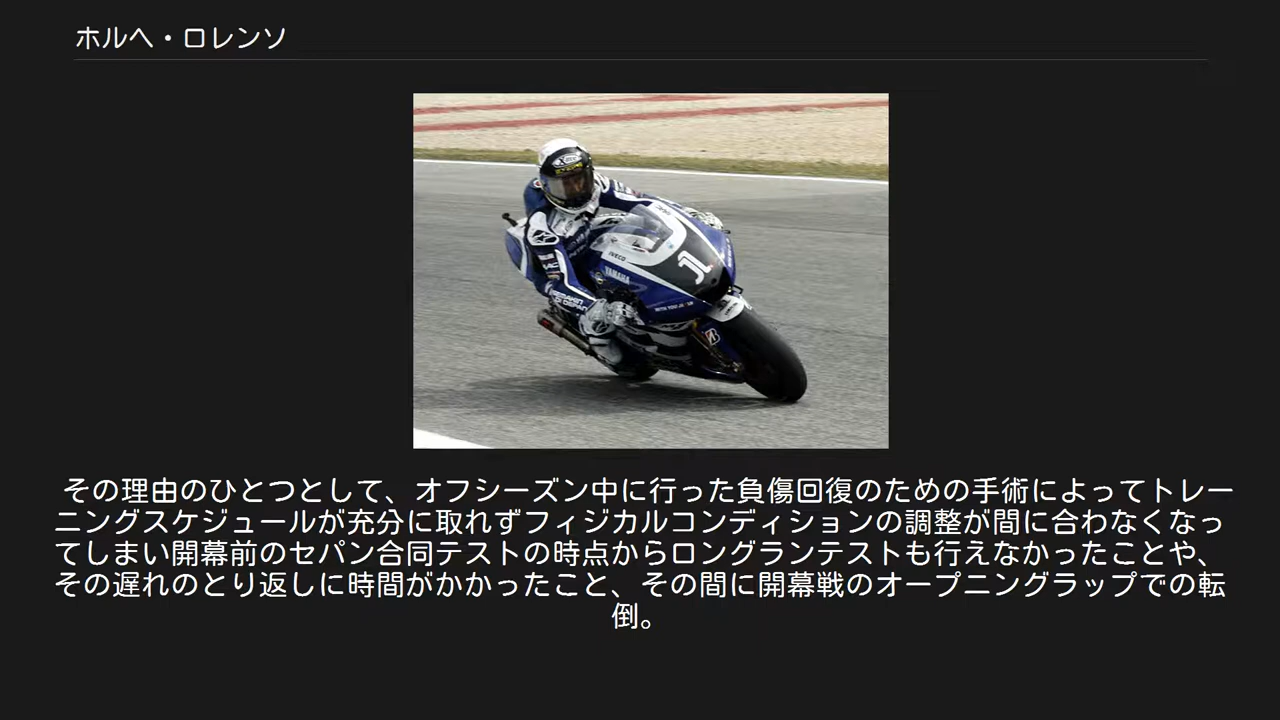 ホルヘ・ロレンソ
YAMAHA
IVECO
その理由のひとつとして、オフシーズン中に行った負傷回復のための手術によってトレー
ニングスケジュールが充分に取れずフィジカルコンディションの調整が間に合わなくなっ
てしまい開幕前のセパン合同テストの時点からロングランテストも行えなかったことや、
その遅れのとり返しに時間がかかったこと、その間に開幕戦のオープニングラップでの転
倒。